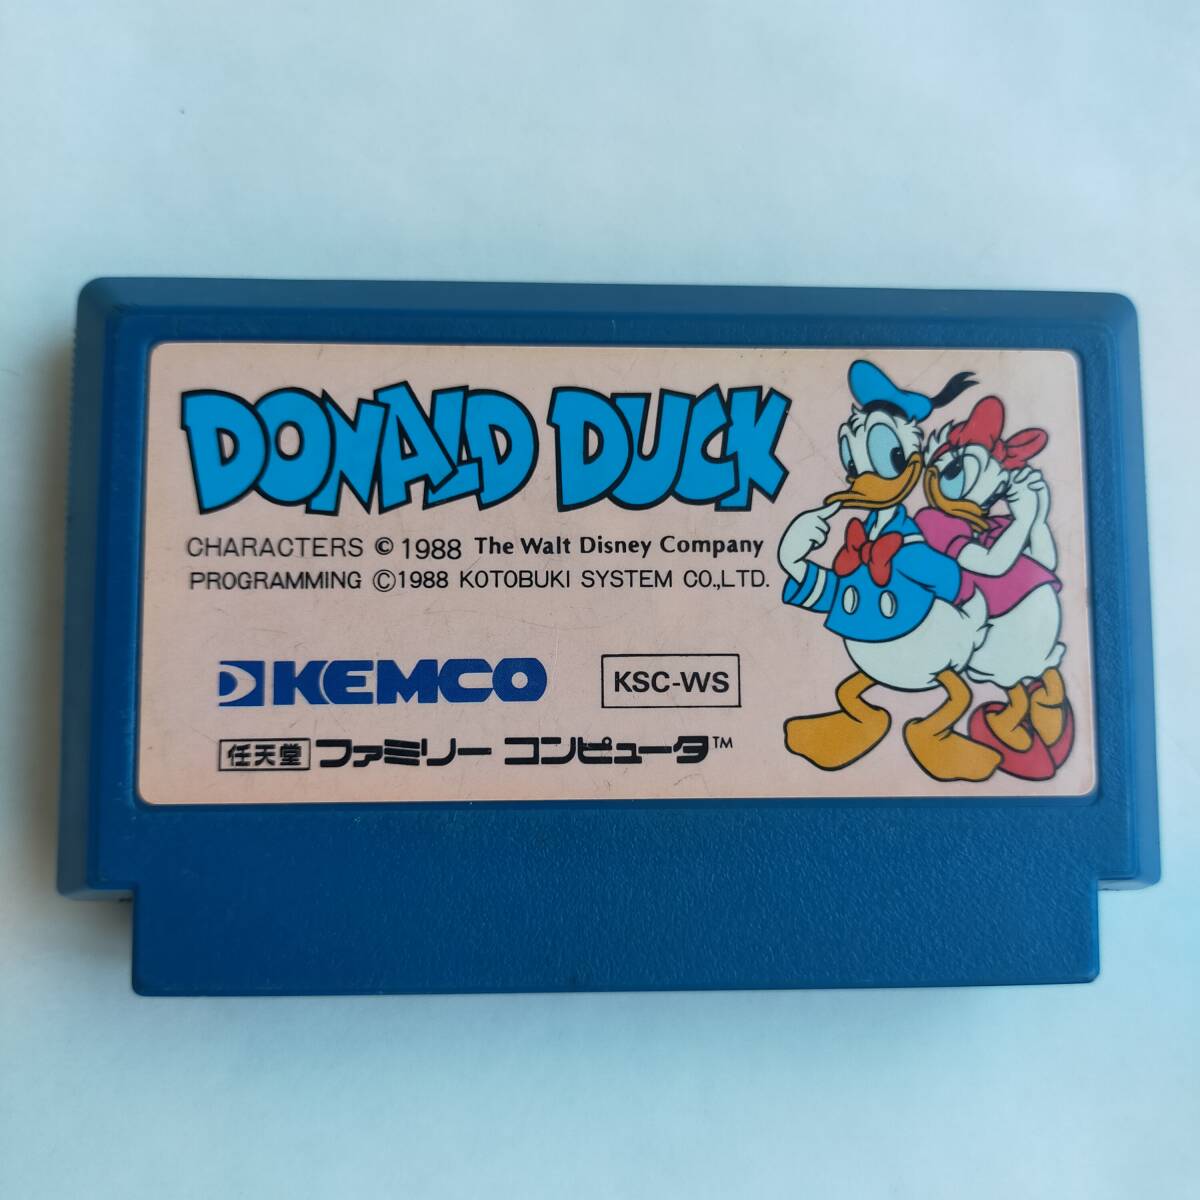 DONALD DUCK
CHARACTERS © 1988 The Walt Disney Company
PROGRAMMING ©1988 KOTOBUKI SYSTEM CO.,LTD.
KEMCO KSC-WS
任天堂 ファミリーコンピュータ™